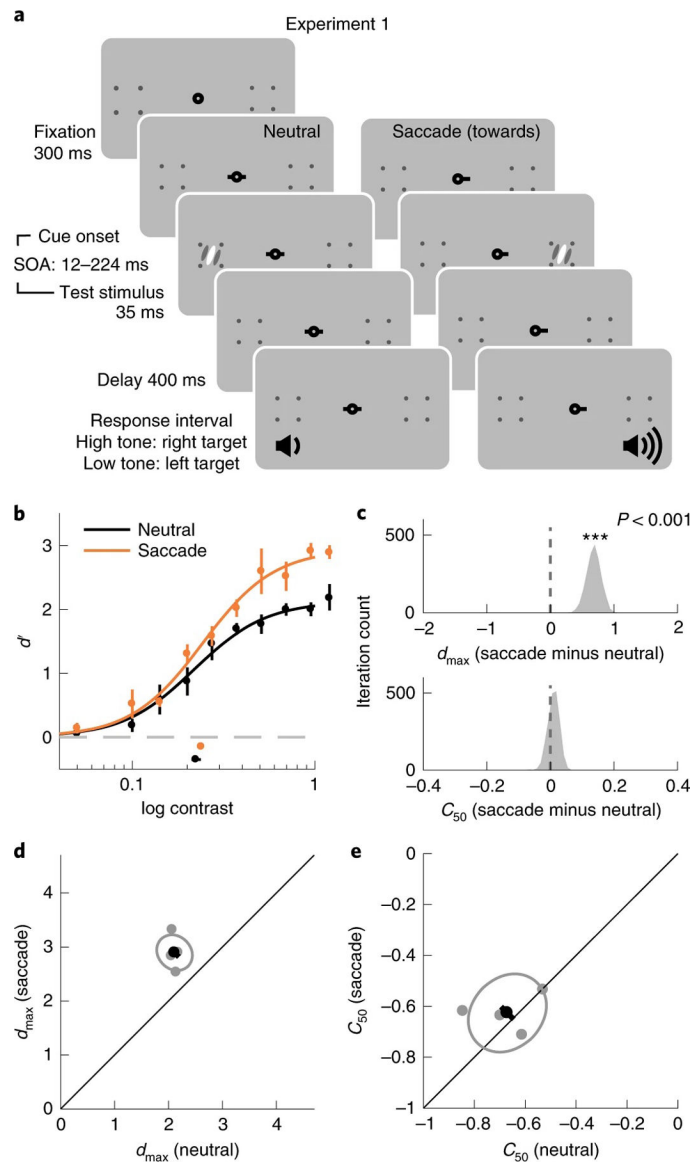 a
Experiment 1
Fixation
300 ms
Neutral
Saccade (towards)
Cue onset
SOA: 12–224 ms
Test stimulus
35 ms
Delay 400 ms
Response interval
High tone: right target
Low tone: left target
b
Neutral
Saccade
3
2
1
0
d′
0.1
1
log contrast
c
P < 0.001
***
500
0
−2
−1
0
1
2
d max (saccade minus neutral)
Iteration count
500
0
−0.4
−0.2
0
0.2
0.4
C50 (saccade minus neutral)
d
4
3
2
1
0
d max (saccade)
0
1
2
3
4
d max (neutral)
e
0
−0.2
−0.4
−0.6
−0.8
−1
C50 (saccade)
−1
−0.8
−0.6
−0.4
−0.2
0
C50 (neutral)